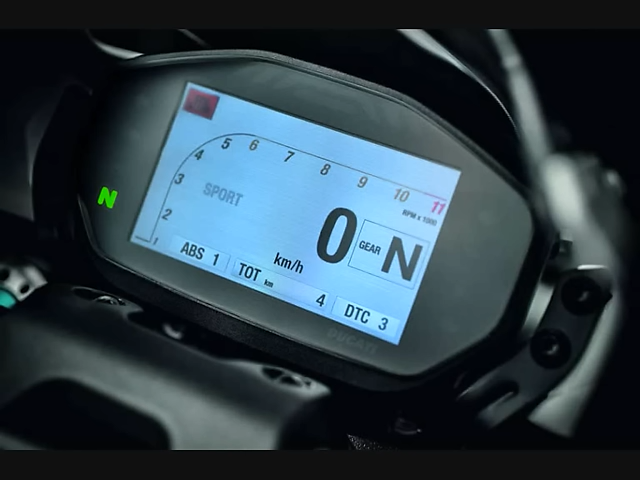 1
2
3
4
5
6
7
8
9
10
11
RPM x 1000
SPORT
N
0
km/h
GEAR N
ABS 1
TOT km 4
DTC 3
DUCATI